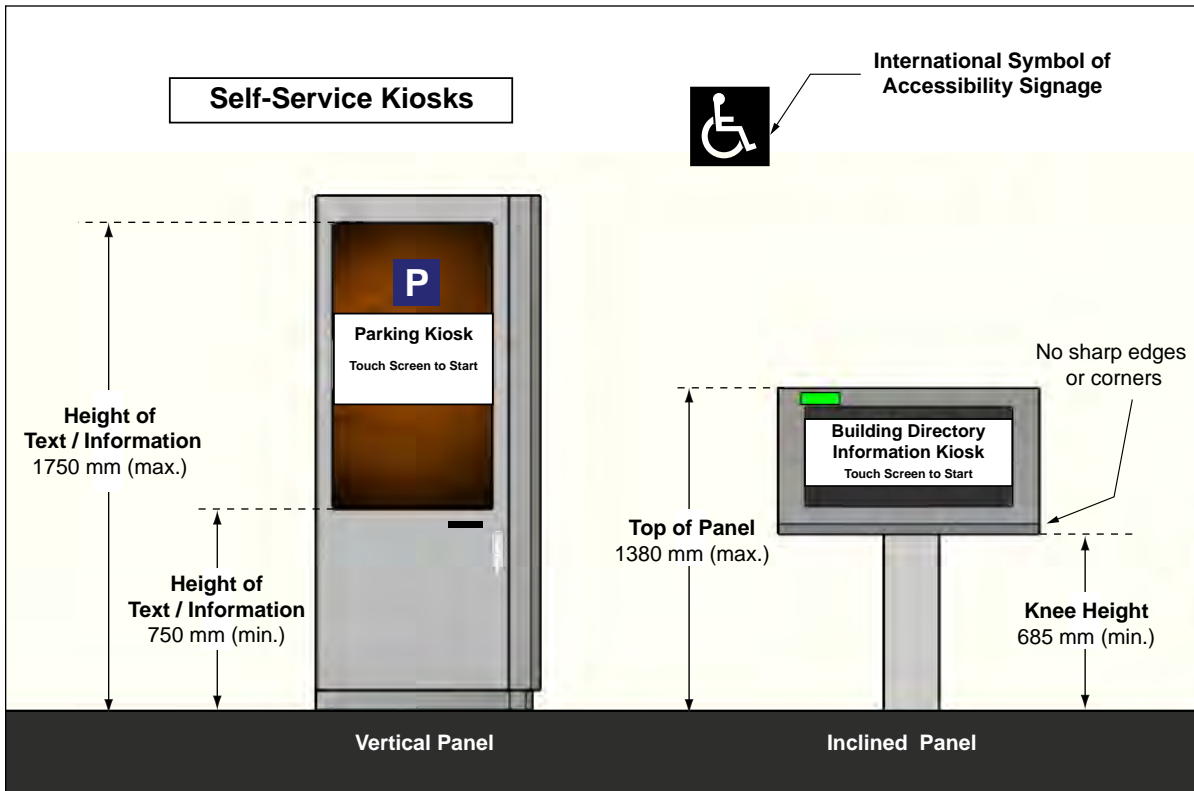 Self-Service Kiosks
International Symbol of
Accessibility Signage
P
Parking Kiosk
Touch Screen to Start
Height of
Text / Information
1750 mm (max.)
Height of
Text / Information
750 mm (min.)
No sharp edges
or corners
Building Directory
Information Kiosk
Touch Screen to Start
Top of Panel
1380 mm (max.)
Knee Height
685 mm (min.)
Vertical Panel
Inclined Panel